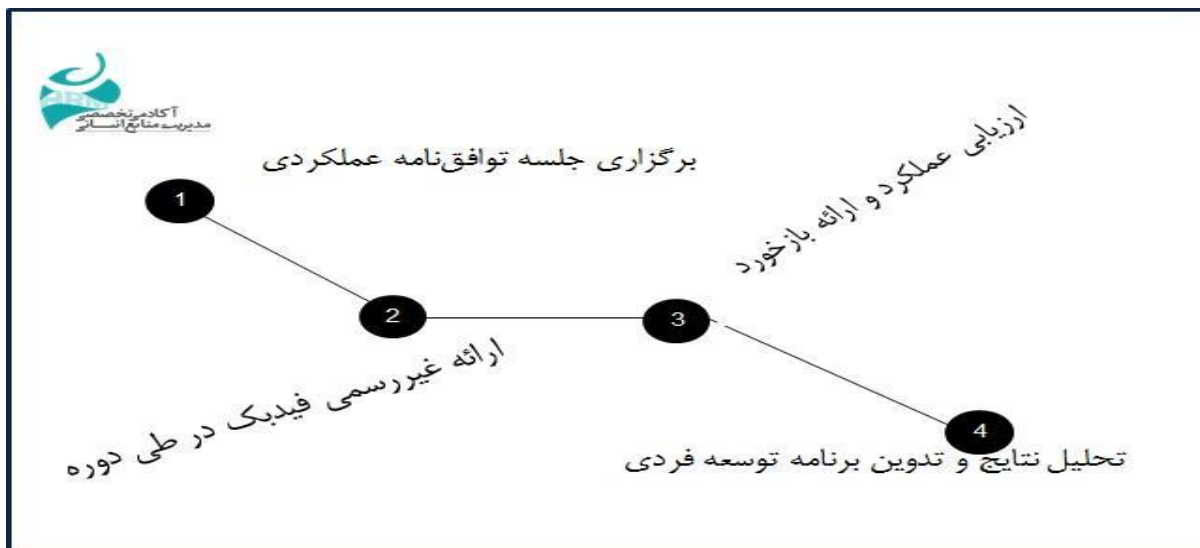 HRM
آکادمی تخصصی
مدیریت منابع انسانی
1
برگزاری جلسه توافق‌نامه عملکردی
2
ارائه غیررسمی فیدبک در طی دوره
3
ارزیابی عملکرد و ارائه بازخورد
4
تحلیل نتایج و تدوین برنامه توسعه فردی